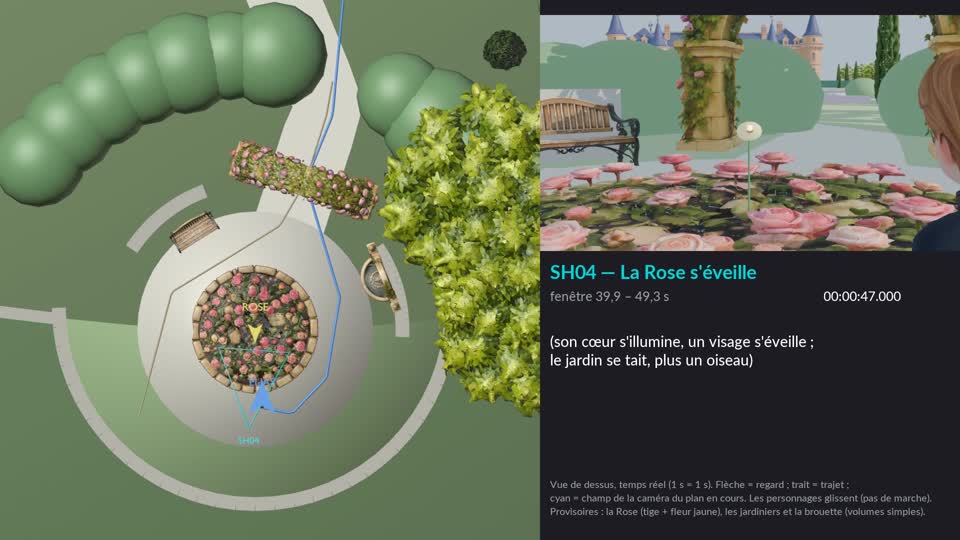 ROSE
SH04
SH04 — La Rose s'éveille
fenêtre 39,9 – 49,3 s
00:00:47.000
(son cœur s'illumine, un visage s'éveille ;
le jardin se tait, plus un oiseau)
Vue de dessus, temps réel (1 s = 1 s). Flèche = regard ; trait = trajet ;
cyan = champ de la caméra du plan en cours. Les personnages glissent (pas de marche).
Provisoires : la Rose (tige + fleur jaune), les jardiniers et la brouette (volumes simples).